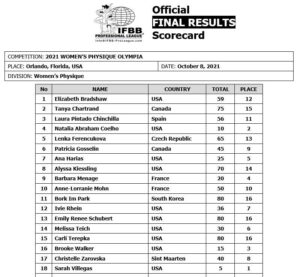 IFBB
PROFESSIONAL LEAGUE
Official
FINAL RESULTS
Scorecard
COMPETITION: 2021 WOMEN'S PHYSIQUE OLYMPIA
PLACE: Orlando, Florida, USA DATE: October 8, 2021
DIVISION: Women's Physique
No NAME COUNTRY TOTAL PLACE
1 Elizabeth Bradshaw USA 59 12
2 Tanya Chartrand Canada 75 15
3 Laura Pintado Chinchilla Spain 56 11
4 Natalia Abraham Coelho USA 10 2
5 Lenka Ferencukova Czech Republic 65 13
6 Patricia Gosselin Canada 45 9
7 Ana Harias USA 25 5
8 Alyssa Kiessling USA 70 14
9 Barbara Menage France 20 4
10 Anne-Lorraine Mohn France 50 10
11 Bork Em Park South Korea 80 16
12 Ivie Rhein USA 36 7
13 Emily Renee Schubert USA 80 16
14 Melissa Teich USA 30 6
15 Carli Terepka USA 80 16
16 Brooke Walker USA 15 3
17 Christelle Zarovska Sint Maarten 40 8
18 Sarah Villegas USA 5 1